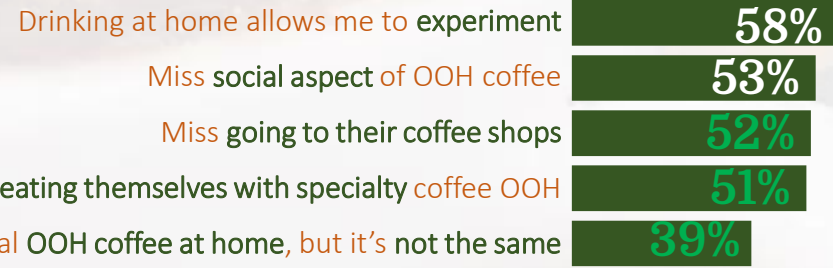 Drinking at home allows me to experiment 58%
Miss social aspect of OOH coffee 53%
Miss going to their coffee shops 52%
eating themselves with specialty coffee OOH 51%
al OOH coffee at home, but it's not the same 39%